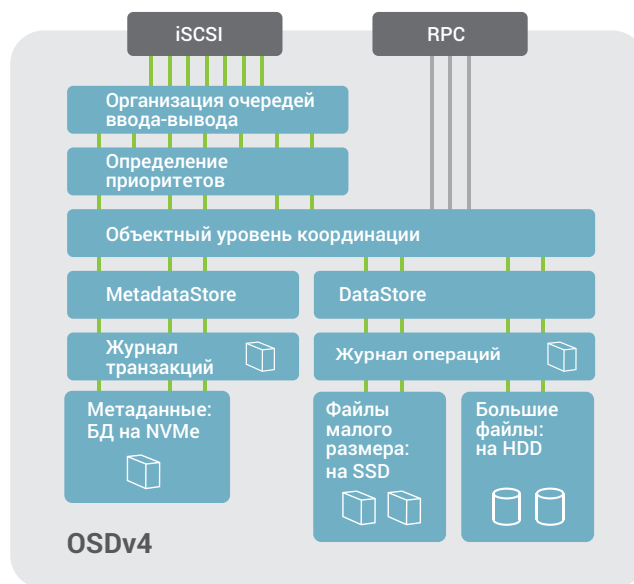 iSCSI
RPC
Организация очередей
ввода-вывода
Определение
приоритетов
Объектный уровень координации
MetadataStore
DataStore
Журнал
транзакций
Журнал операций
Метаданные:
БД на NVMe
Файлы
малого
размера:
на SSD
Большие
файлы:
на HDD
OSDv4